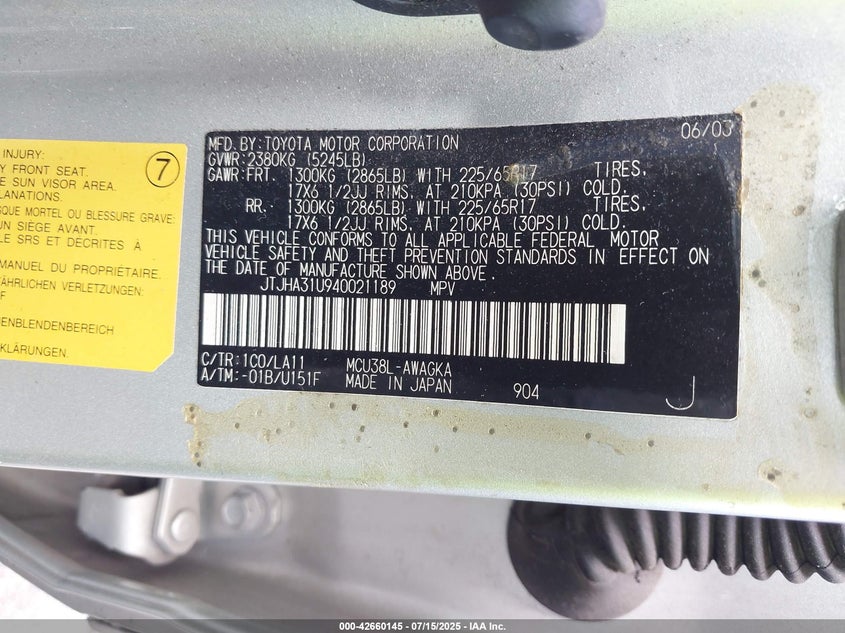 INJURY:
FRONT SEAT.
SUN VISOR AREA.
QUE MORTEL OU BLESSURE GRAVE:
UN SIÈGE AVANT.
LE SRS ET DÉCRITES À
MANUEL DU PROPRIÉTAIRE.
VERLETZUNGEN:
F
7
06/03
MFD. BY: TOYOTA MOTOR CORPORATION
GVWR: 2380KG (5245LB)
GAWR: FRT. 1300KG (2865LB) WITH 225/65R17 TIRES.
17X6 1/2JJ RIMS. AT 210KPA (30PSI) COLD.
RR. 1300KG (2865LB) WITH 225/65R17 TIRES.
17X6 1/2JJ RIMS. AT 210KPA (30PSI) COLD.
THIS VEHICLE CONFORMS TO ALL APPLICABLE FEDERAL MOTOR
VEHICLE SAFETY AND THEFT PREVENTION STANDARDS IN EFFECT ON
THE DATE OF MANUFACTURE SHOWN ABOVE.
JTJHA31U940021189 MPV
C/TR: 1C0/LA11 MCU38L-AWAGKA
A/TM: -01B/U151F MADE IN JAPAN 904 J
000-42660145 - 07/15/2025 - IAA Inc.